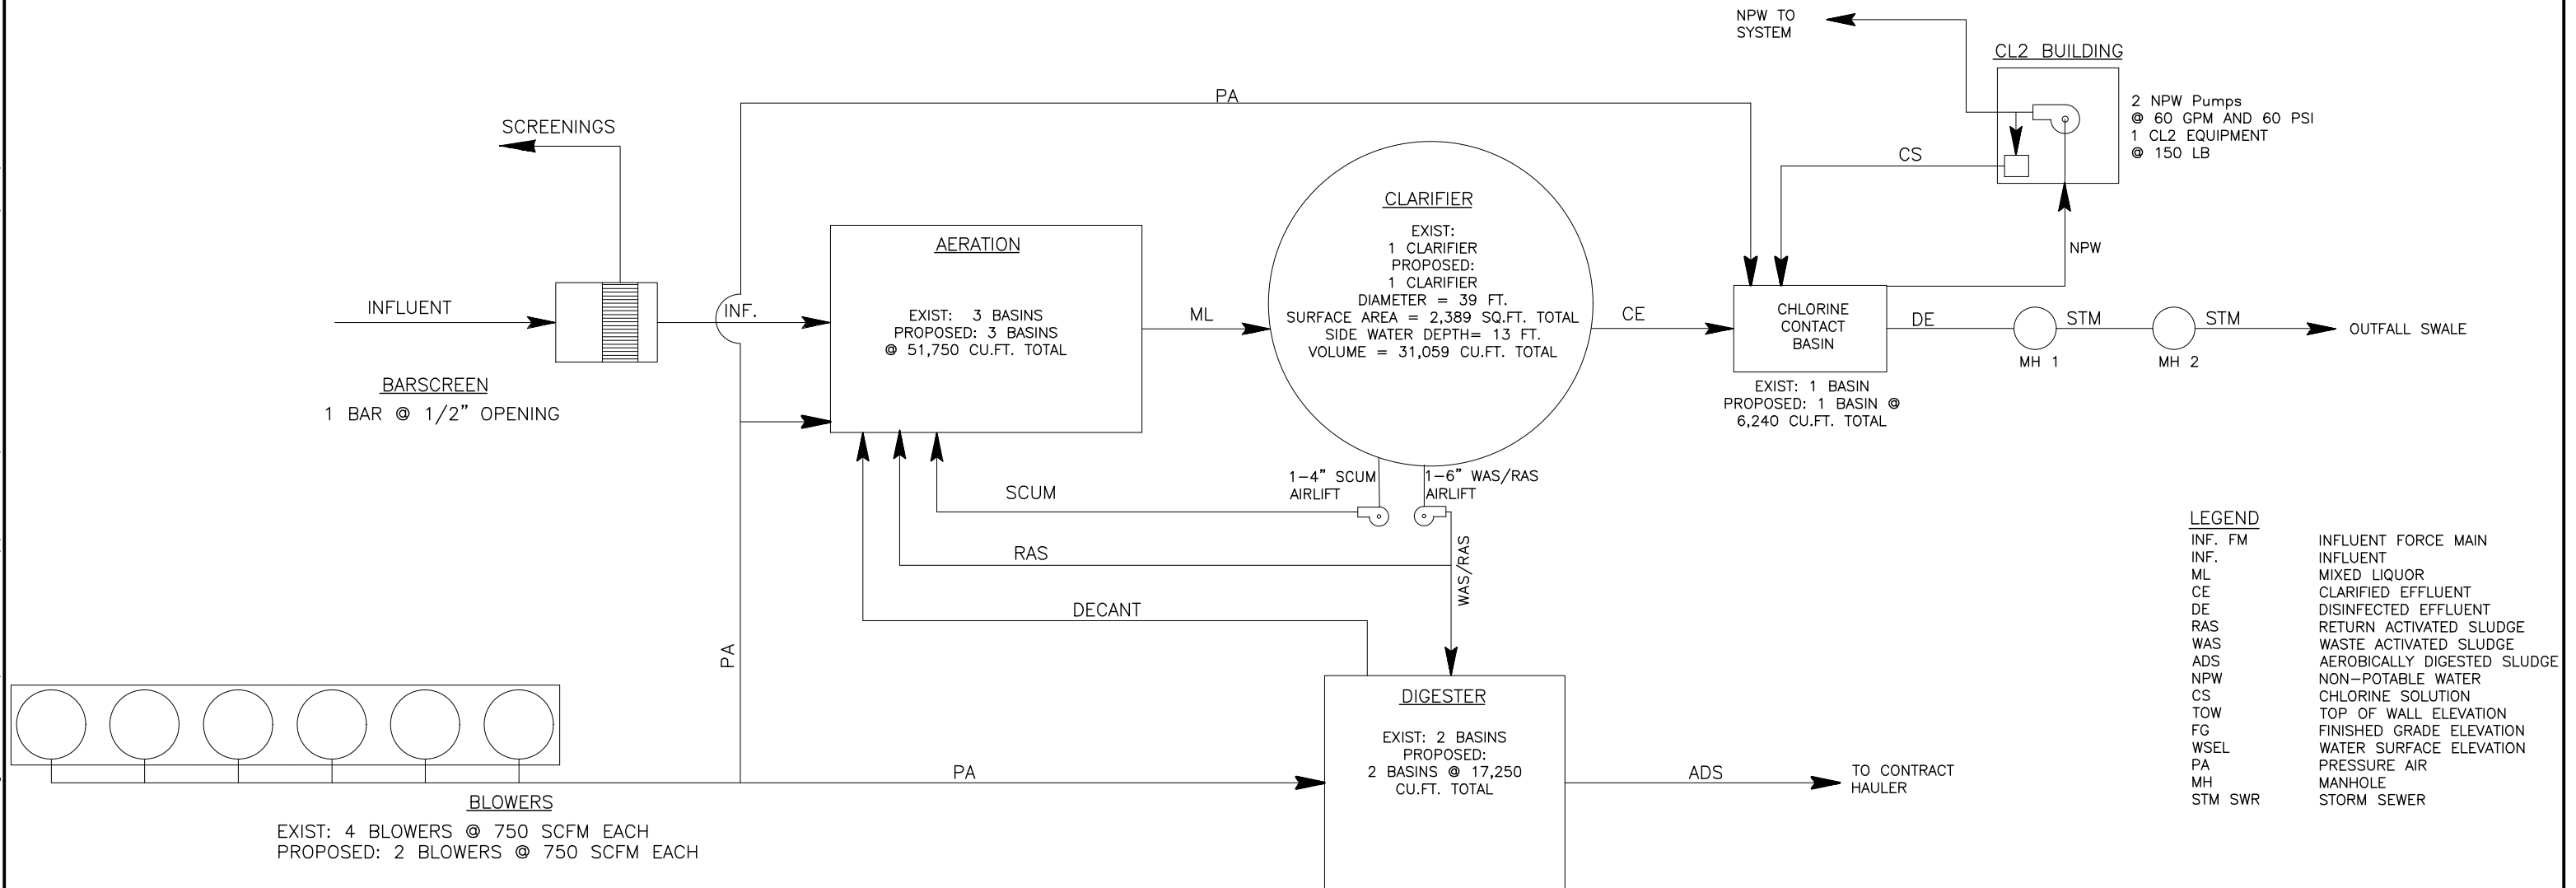 NPW TO
SYSTEM
CL2 BUILDING
2 NPW Pumps
@ 60 GPM AND 60 PSI
1 CL2 EQUIPMENT
@ 150 LB
PA
SCREENINGS
CS
CLARIFIER
EXIST:
1 CLARIFIER
PROPOSED:
1 CLARIFIER
DIAMETER = 39 FT.
SURFACE AREA = 2,389 SQ.FT. TOTAL
SIDE WATER DEPTH= 13 FT.
VOLUME = 31,059 CU.FT. TOTAL
AERATION
EXIST: 3 BASINS
PROPOSED: 3 BASINS
@ 51,750 CU.FT. TOTAL
NPW
INFLUENT
INF.
ML
CE
CHLORINE
CONTACT
BASIN
DE
STM
STM
OUTFALL SWALE
MH 1
MH 2
BARSCREEN
1 BAR @ 1/2" OPENING
EXIST: 1 BASIN
PROPOSED: 1 BASIN @
6,240 CU.FT. TOTAL
1-4" SCUM
AIRLIFT
1-6" WAS/RAS
AIRLIFT
SCUM
RAS
WAS/RAS
DECANT
PA
LEGEND
INF. FM INFLUENT FORCE MAIN
INF. INFLUENT
ML MIXED LIQUOR
CE CLARIFIED EFFLUENT
DE DISINFECTED EFFLUENT
RAS RETURN ACTIVATED SLUDGE
WAS WASTE ACTIVATED SLUDGE
ADS AEROBICALLY DIGESTED SLUDGE
NPW NON-POTABLE WATER
CS CHLORINE SOLUTION
TOW TOP OF WALL ELEVATION
FG FINISHED GRADE ELEVATION
WSEL WATER SURFACE ELEVATION
PA PRESSURE AIR
MH MANHOLE
STM SWR STORM SEWER
DIGESTER
EXIST: 2 BASINS
PROPOSED:
2 BASINS @ 17,250
CU.FT. TOTAL
PA
ADS
TO CONTRACT
HAULER
BLOWERS
EXIST: 4 BLOWERS @ 750 SCFM EACH
PROPOSED: 2 BLOWERS @ 750 SCFM EACH